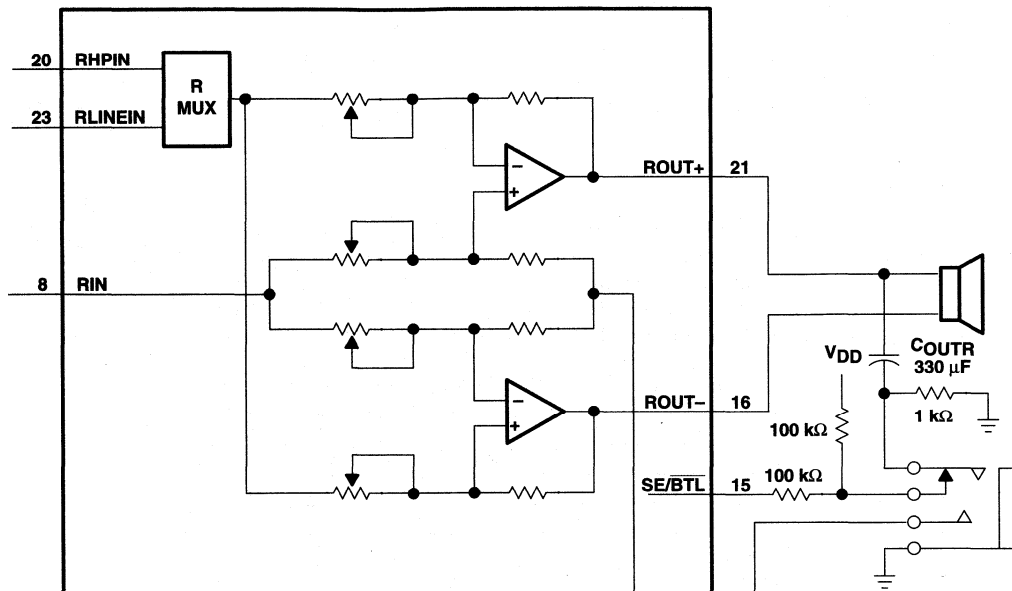 20 RHPIN
R
MUX
23 RLINEIN
−
+
ROUT+ 21
8 RIN
VDD
COUTR
330 μF
−
+
ROUT− 16
1 kΩ
100 kΩ
100 kΩ
SE/BTL 15